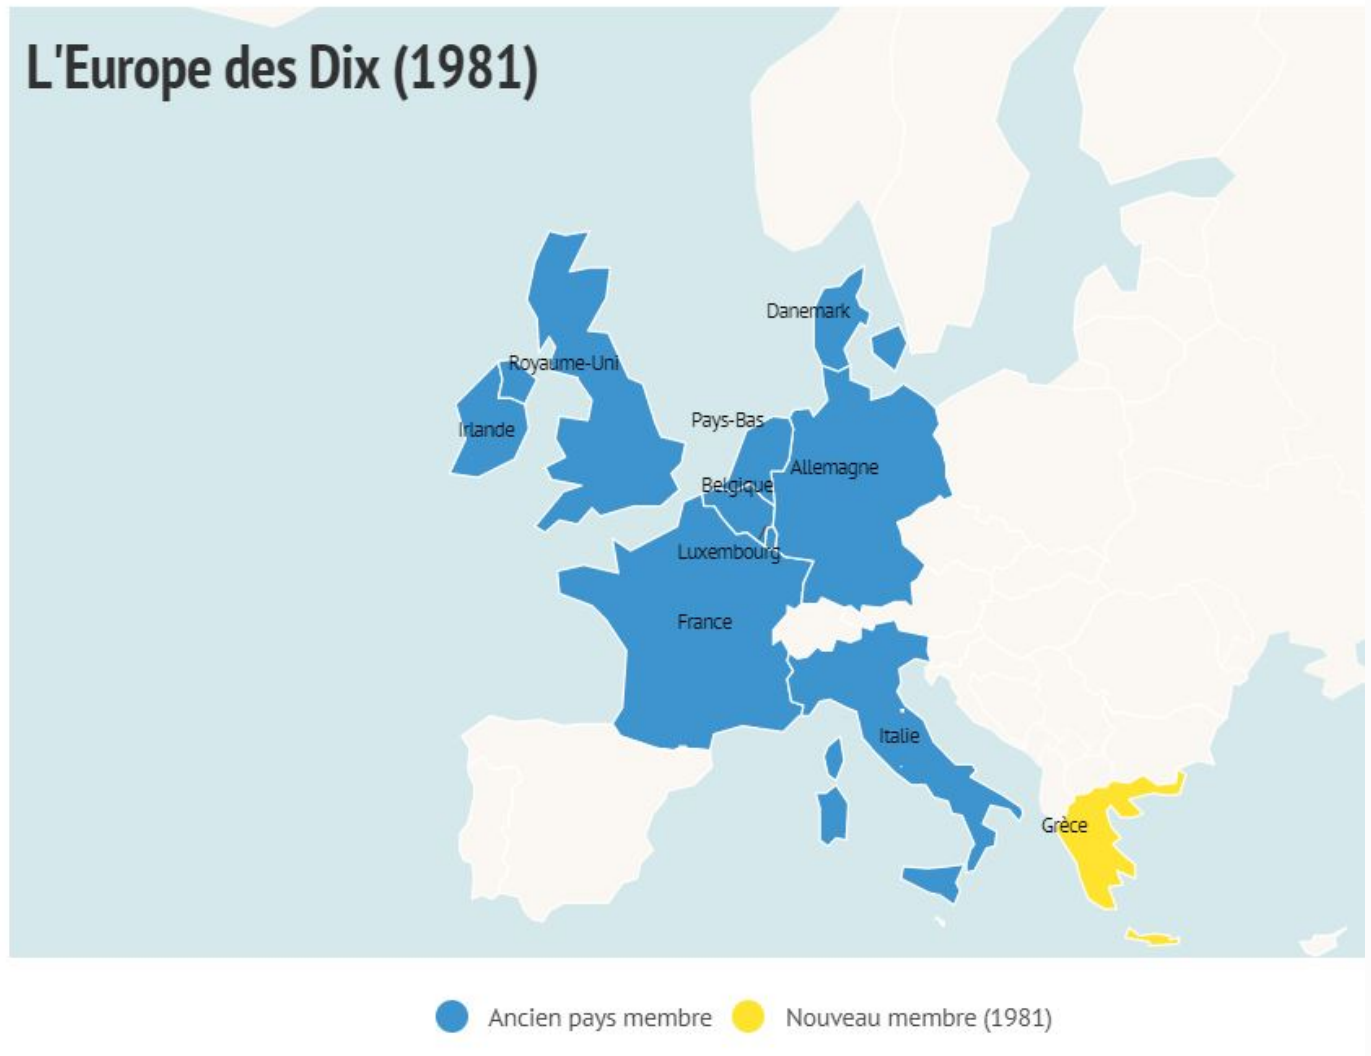 L'Europe des Dix (1981)
Danemark
Royaume-Uni
Pays-Bas
Irlande
Allemagne
Belgique
Luxembourg
France
Italie
Grèce
Ancien pays membre
Nouveau membre (1981)